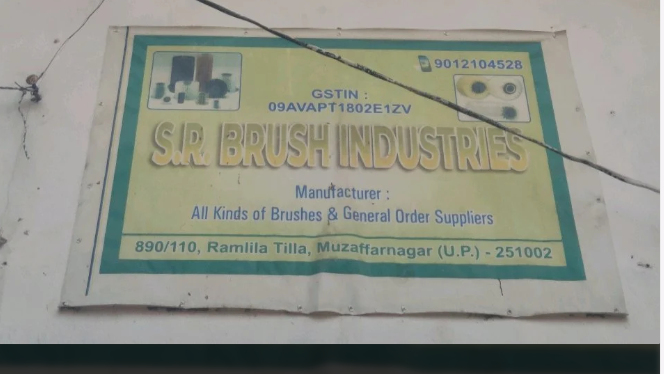 9012104528
GSTIN :
09AVAPT1802E1ZV
S.R. BRUSH INDUSTRIES
Manufacturer :
All Kinds of Brushes & General Order Suppliers
890/110, Ramlila Tilla, Muzaffarnagar (U.P.) - 251002